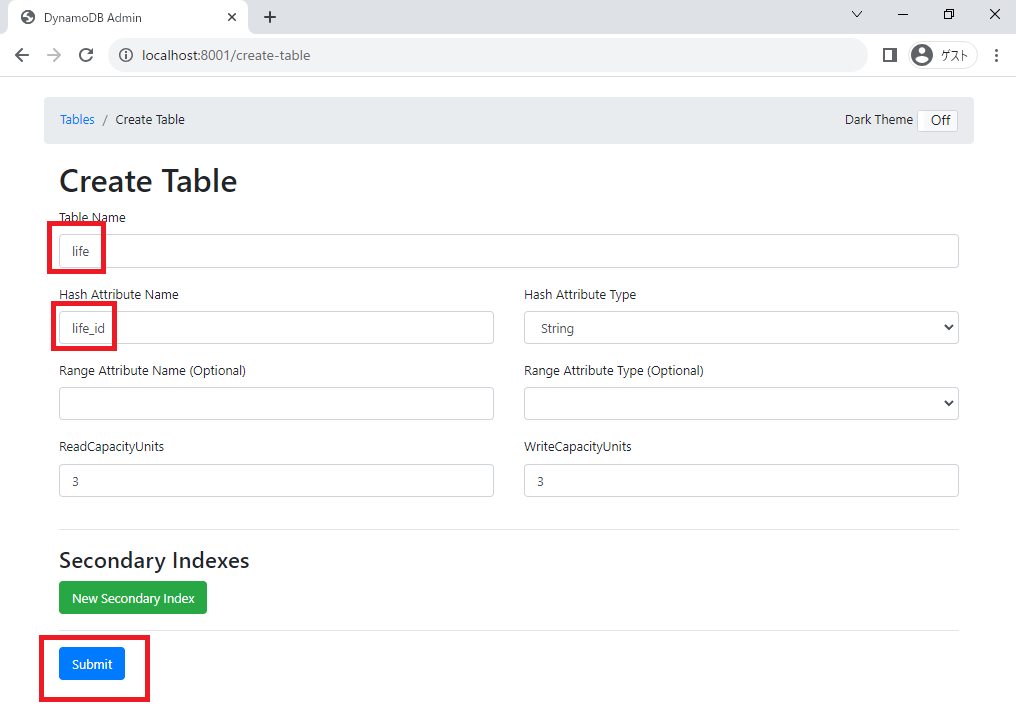 DynamoDB Admin
localhost:8001/create-table
ゲスト
Tables / Create Table
Dark Theme Off
Create Table
Table Name
life
Hash Attribute Name
Hash Attribute Type
life_id
String
Range Attribute Name (Optional)
Range Attribute Type (Optional)
ReadCapacityUnits
WriteCapacityUnits
3
3
Secondary Indexes
New Secondary Index
Submit